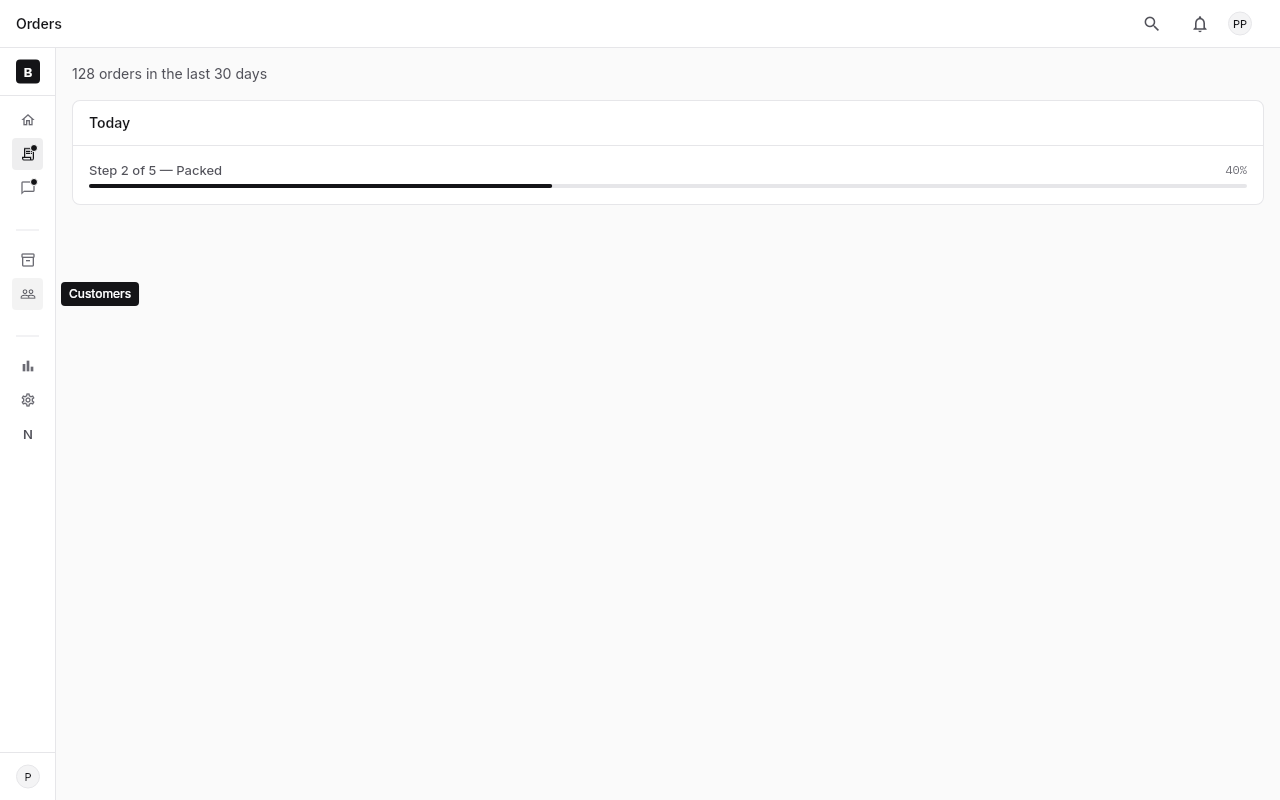 Orders
PP
B
128 orders in the last 30 days
Today
Step 2 of 5 — Packed
40%
Customers
N
P